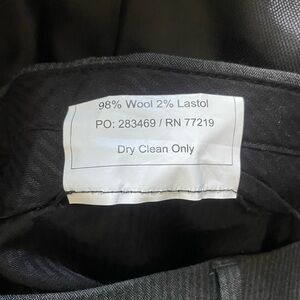 98% Wool 2% Lastol
PO: 283469 / RN 77219
Dry Clean Only